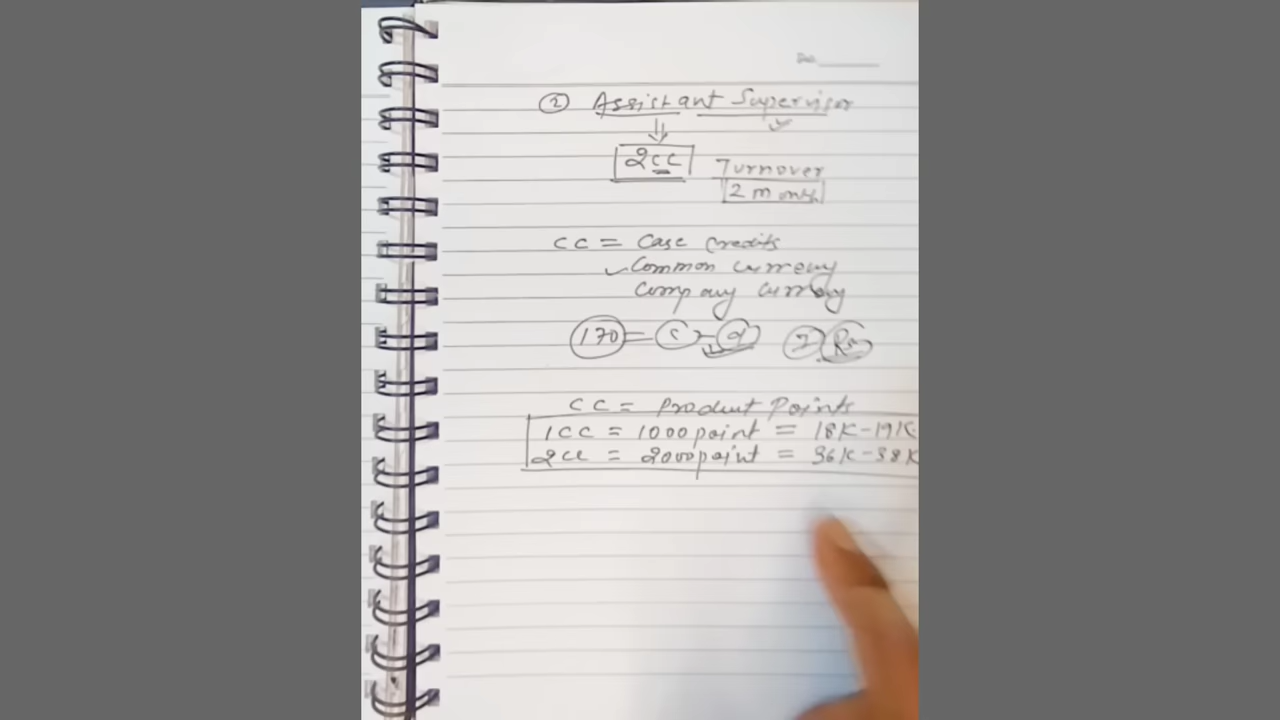 ② Assistant Supervisor
2cc Turnover
2 month
CC = Case Credits
Common currency
Company currency
170 = C
CC = Product Points
1CC = 1000 point = 18K-19K
2CC = 2000 point = 36K-38K